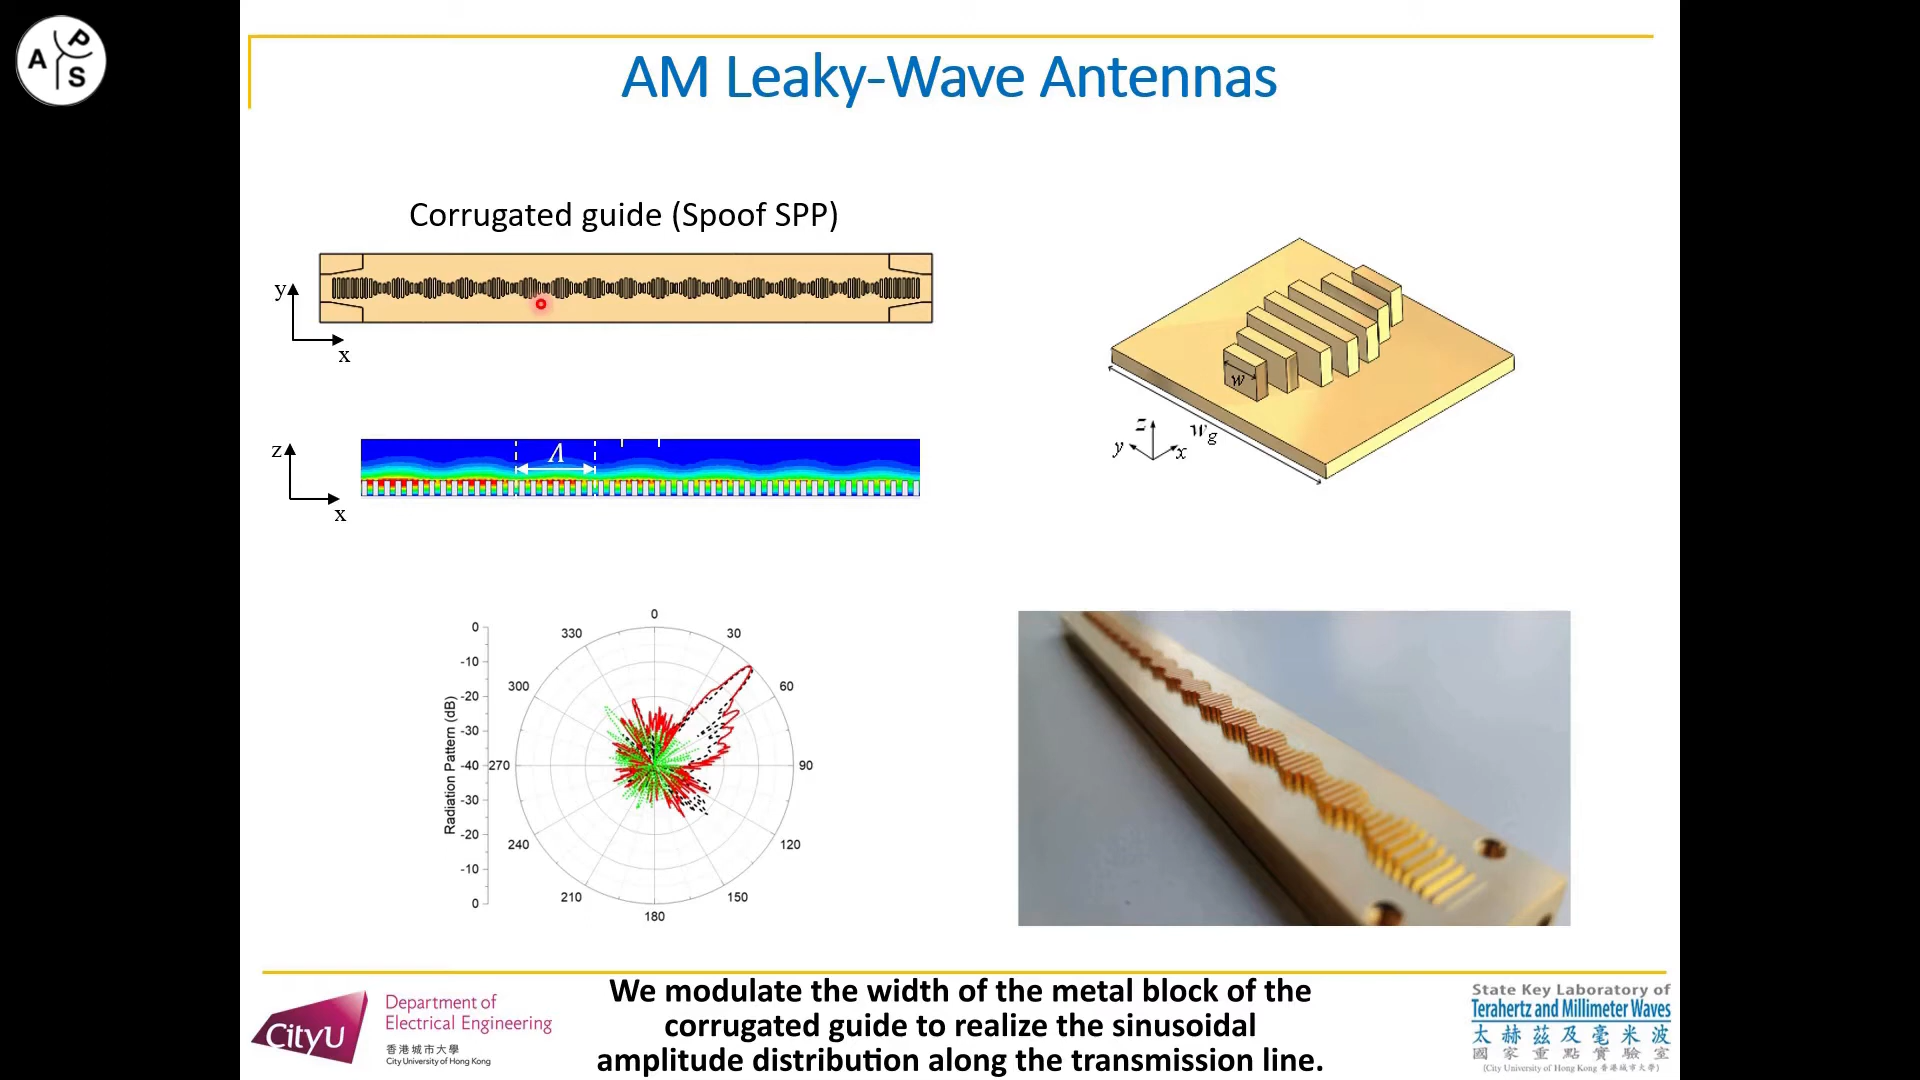 A P S
AM Leaky-Wave Antennas
Corrugated guide (Spoof SPP)
y
x
w
z
y
x
w_g
z
Λ
x
0
330
30
300
60
270
90
240
120
210
150
180
Radiation Pattern (dB)
0
-10
-20
-30
-40
-30
-20
-10
0
We modulate the width of the metal block of the
corrugated guide to realize the sinusoidal
amplitude distribution along the transmission line.
CityU
Department of
Electrical Engineering
香港城市大學
City University of Hong Kong
State Key Laboratory of
Terahertz and Millimeter Waves
太赫茲及毫米波
國家重點實驗室
(City University of Hong Kong 香港城市大學)